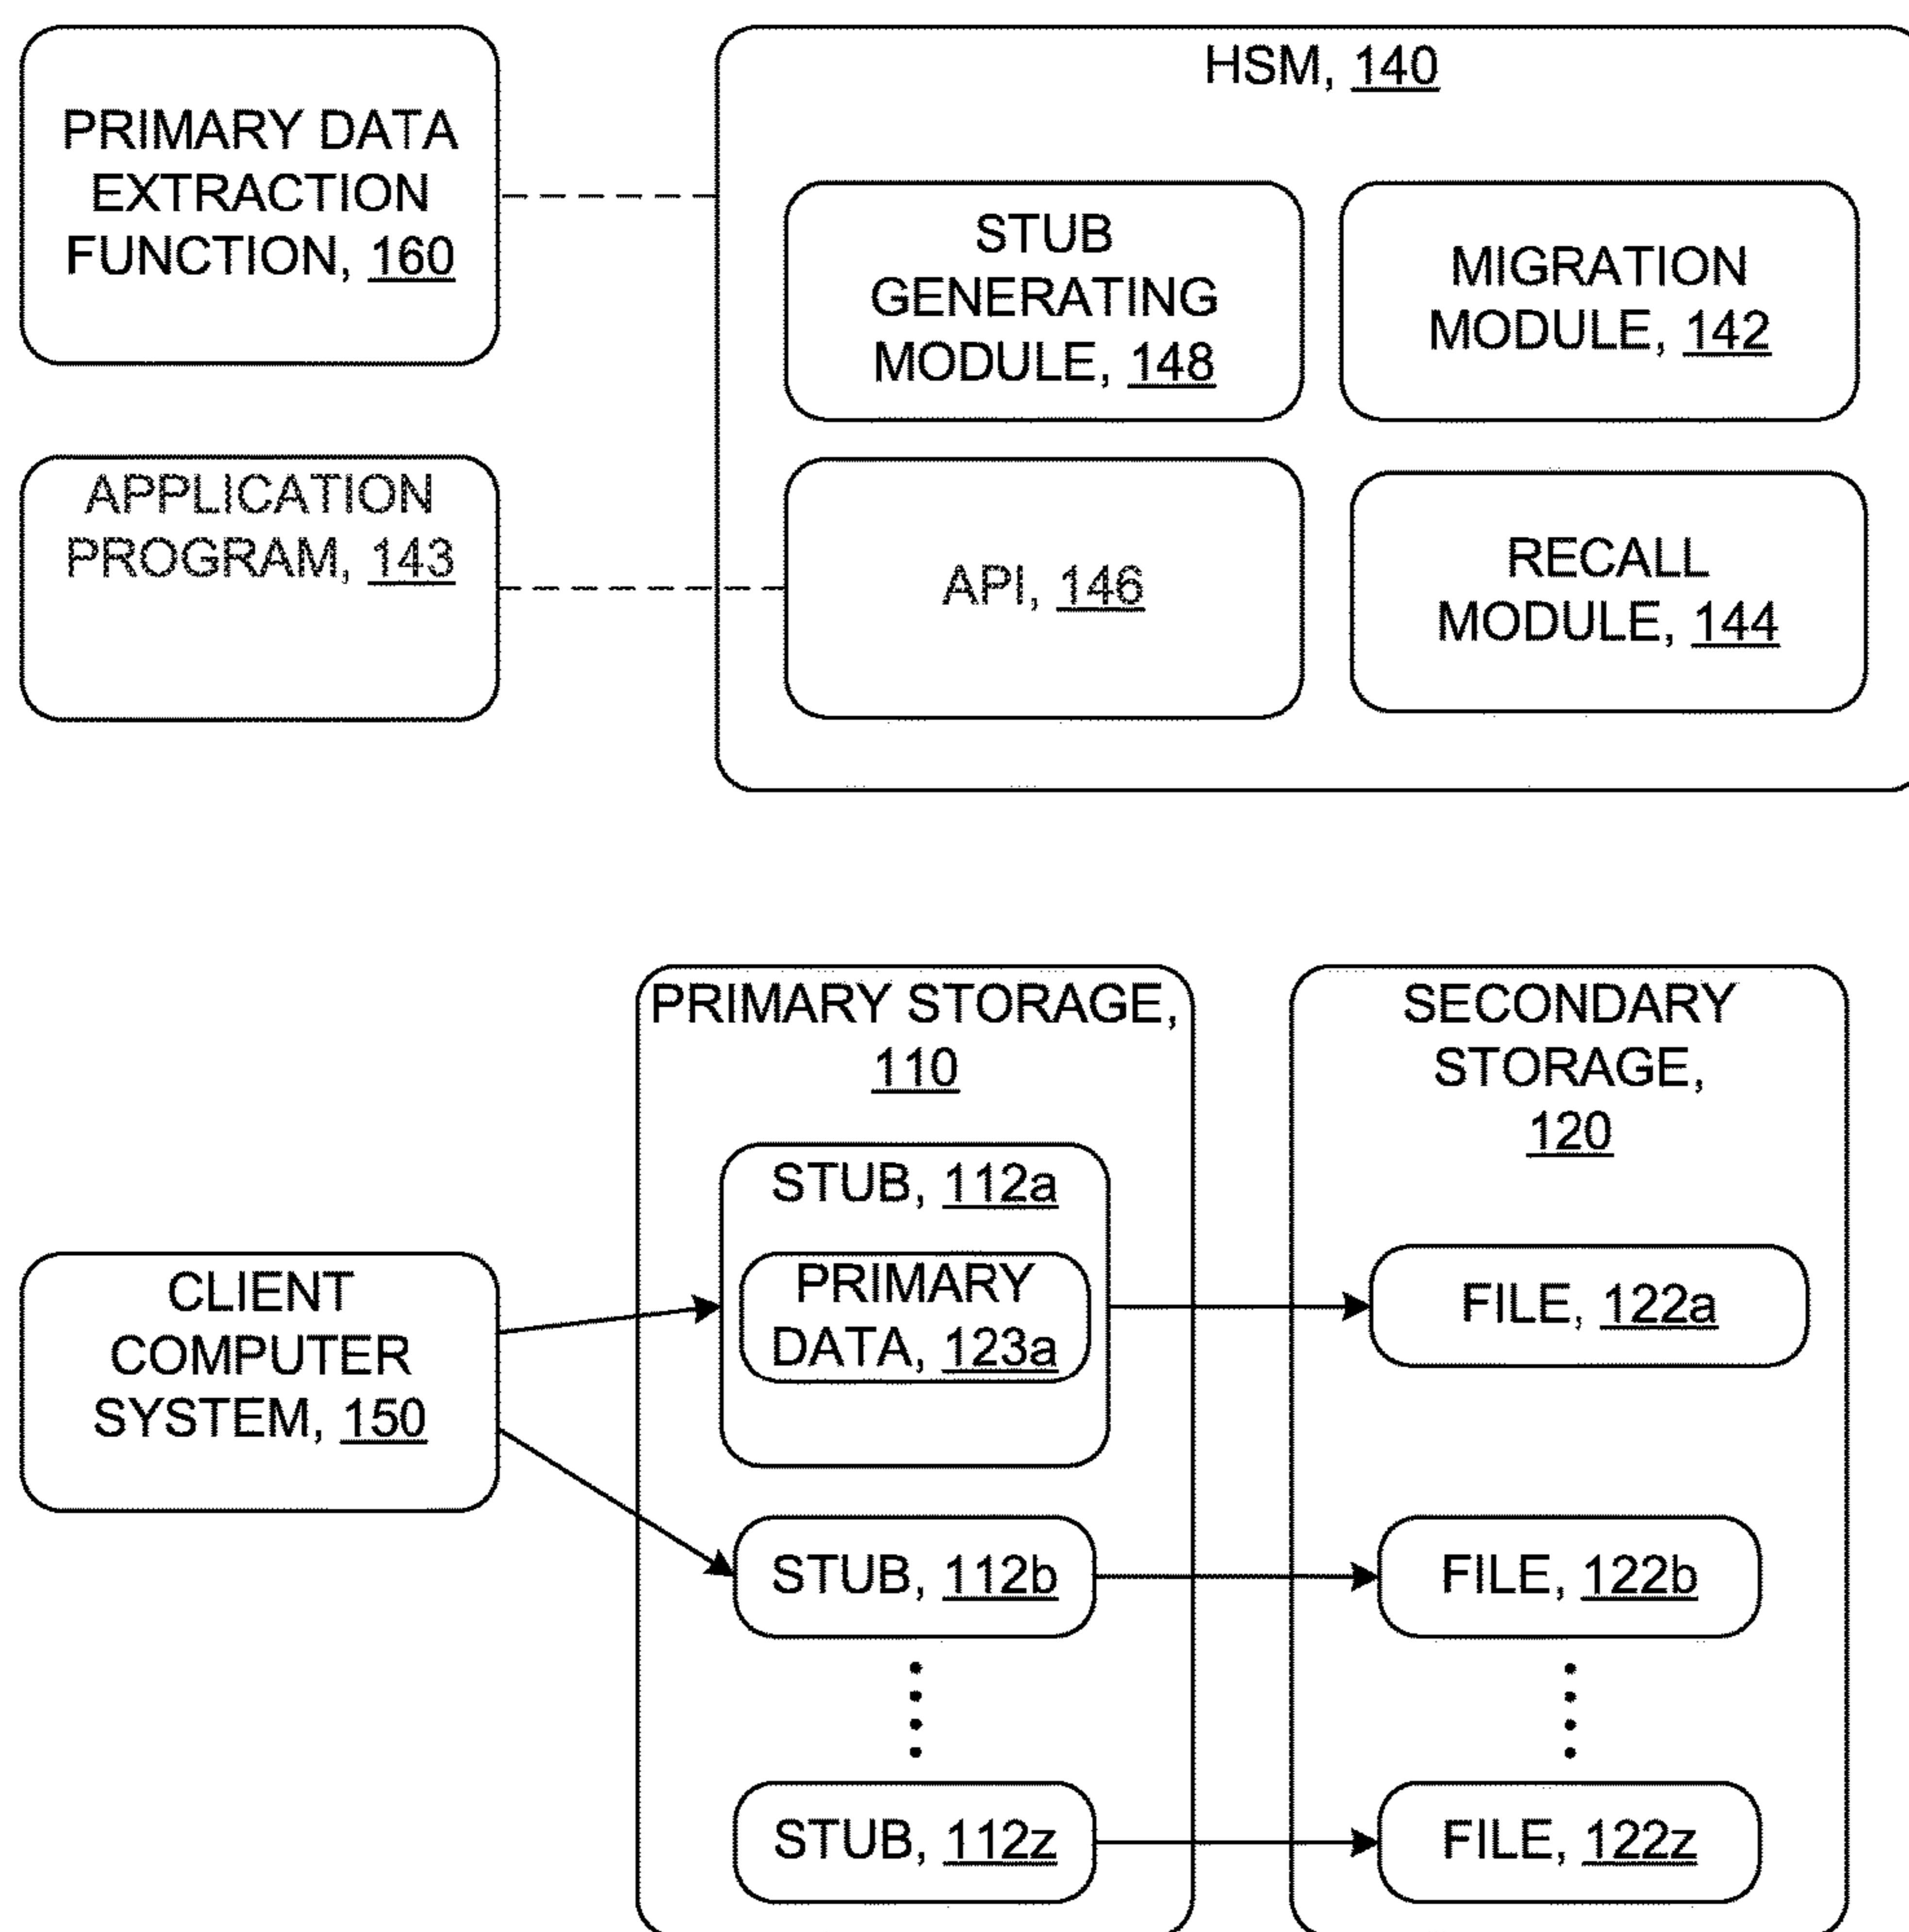 PRIMARY DATA
EXTRACTION
FUNCTION, 160
HSM, 140
STUB
GENERATING
MODULE, 148
MIGRATION
MODULE, 142
APPLICATION
PROGRAM, 143
API, 146
RECALL
MODULE, 144
PRIMARY STORAGE,
110
SECONDARY
STORAGE,
120
STUB, 112a
PRIMARY
DATA, 123a
FILE, 122a
CLIENT
COMPUTER
SYSTEM, 150
STUB, 112b
FILE, 122b
STUB, 112z
FILE, 122z